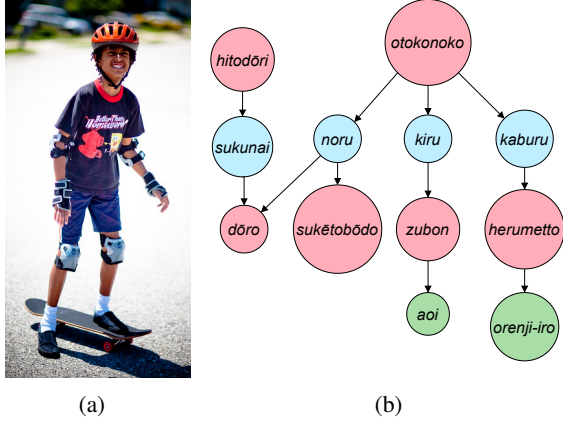 hitodōri
otokonoko
sukunai
noru
kiru
kaburu
dōro
sukētobōdo
zubon
herumetto
aoi
orenji-iro
(a)
(b)